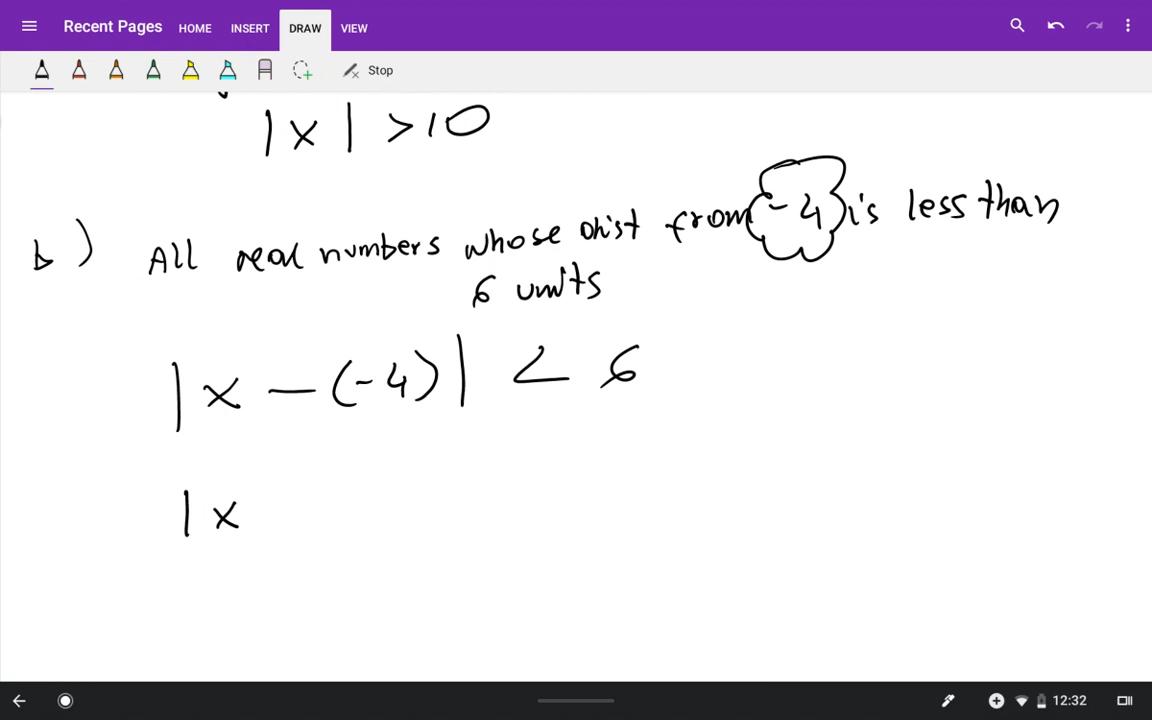 Recent Pages HOME INSERT DRAW VIEW
Stop
|x| >10
b) All real numbers whose dist from -4 is less than
6 units
|x - (-4)| < 6
|x
12:32